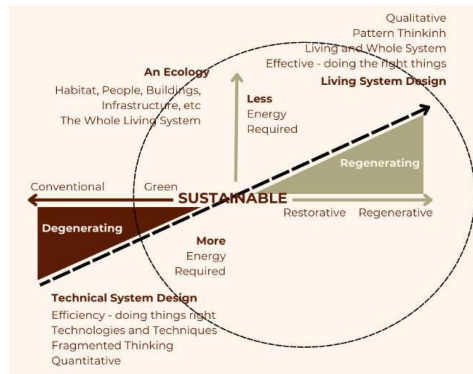 Qualitative
Pattern Thinkinh
Living and Whole System
Effective - doing the right things
Living System Design
An Ecology
Habitat, People, Buildings,
Infrastructure, etc
The Whole Living System
Less
Energy
Required
Regenerating
Conventional
Green
SUSTAINABLE
Restorative
Regenerative
Degenerating
More
Energy
Required
Technical System Design
Efficiency - doing things right
Technologies and Techniques
Fragmented Thinking
Quantitative